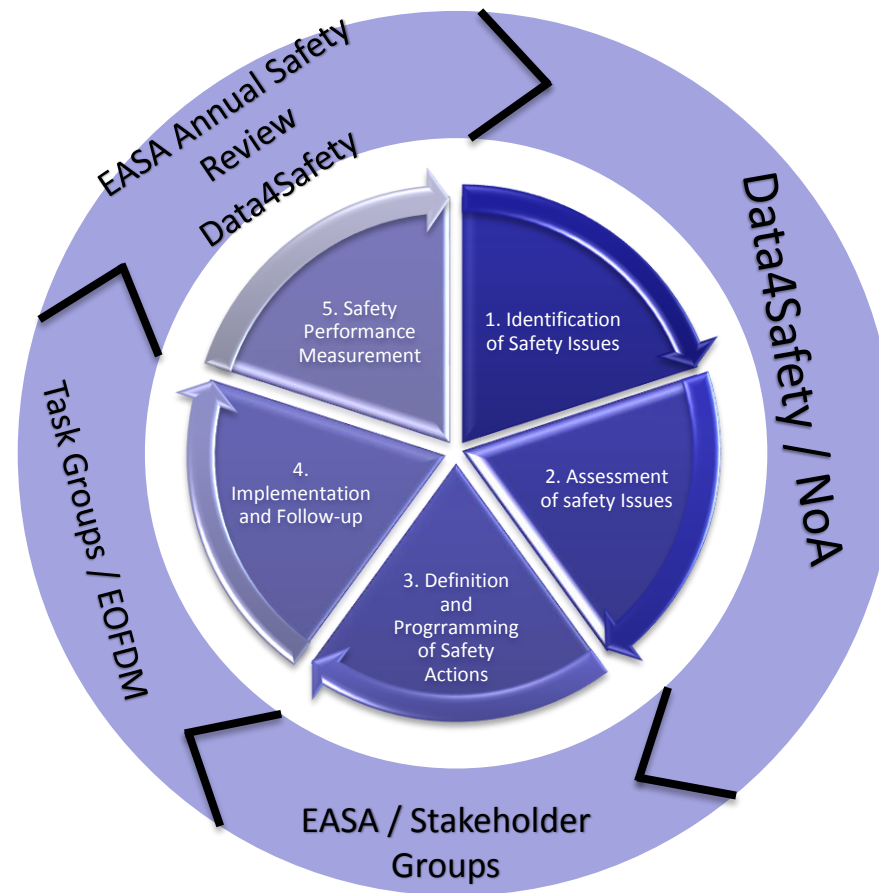 EASA Annual Safety
Review
Data4Safety
Data4Safety / NoA
EASA / Stakeholder
Groups
Task Groups / EOFDM
1. Identification
of Safety Issues
2. Assessment
of safety Issues
3. Definition
and
Progrramming
of Safety
Actions
4.
Implementation
and Follow-up
5. Safety
Performance
Measurement